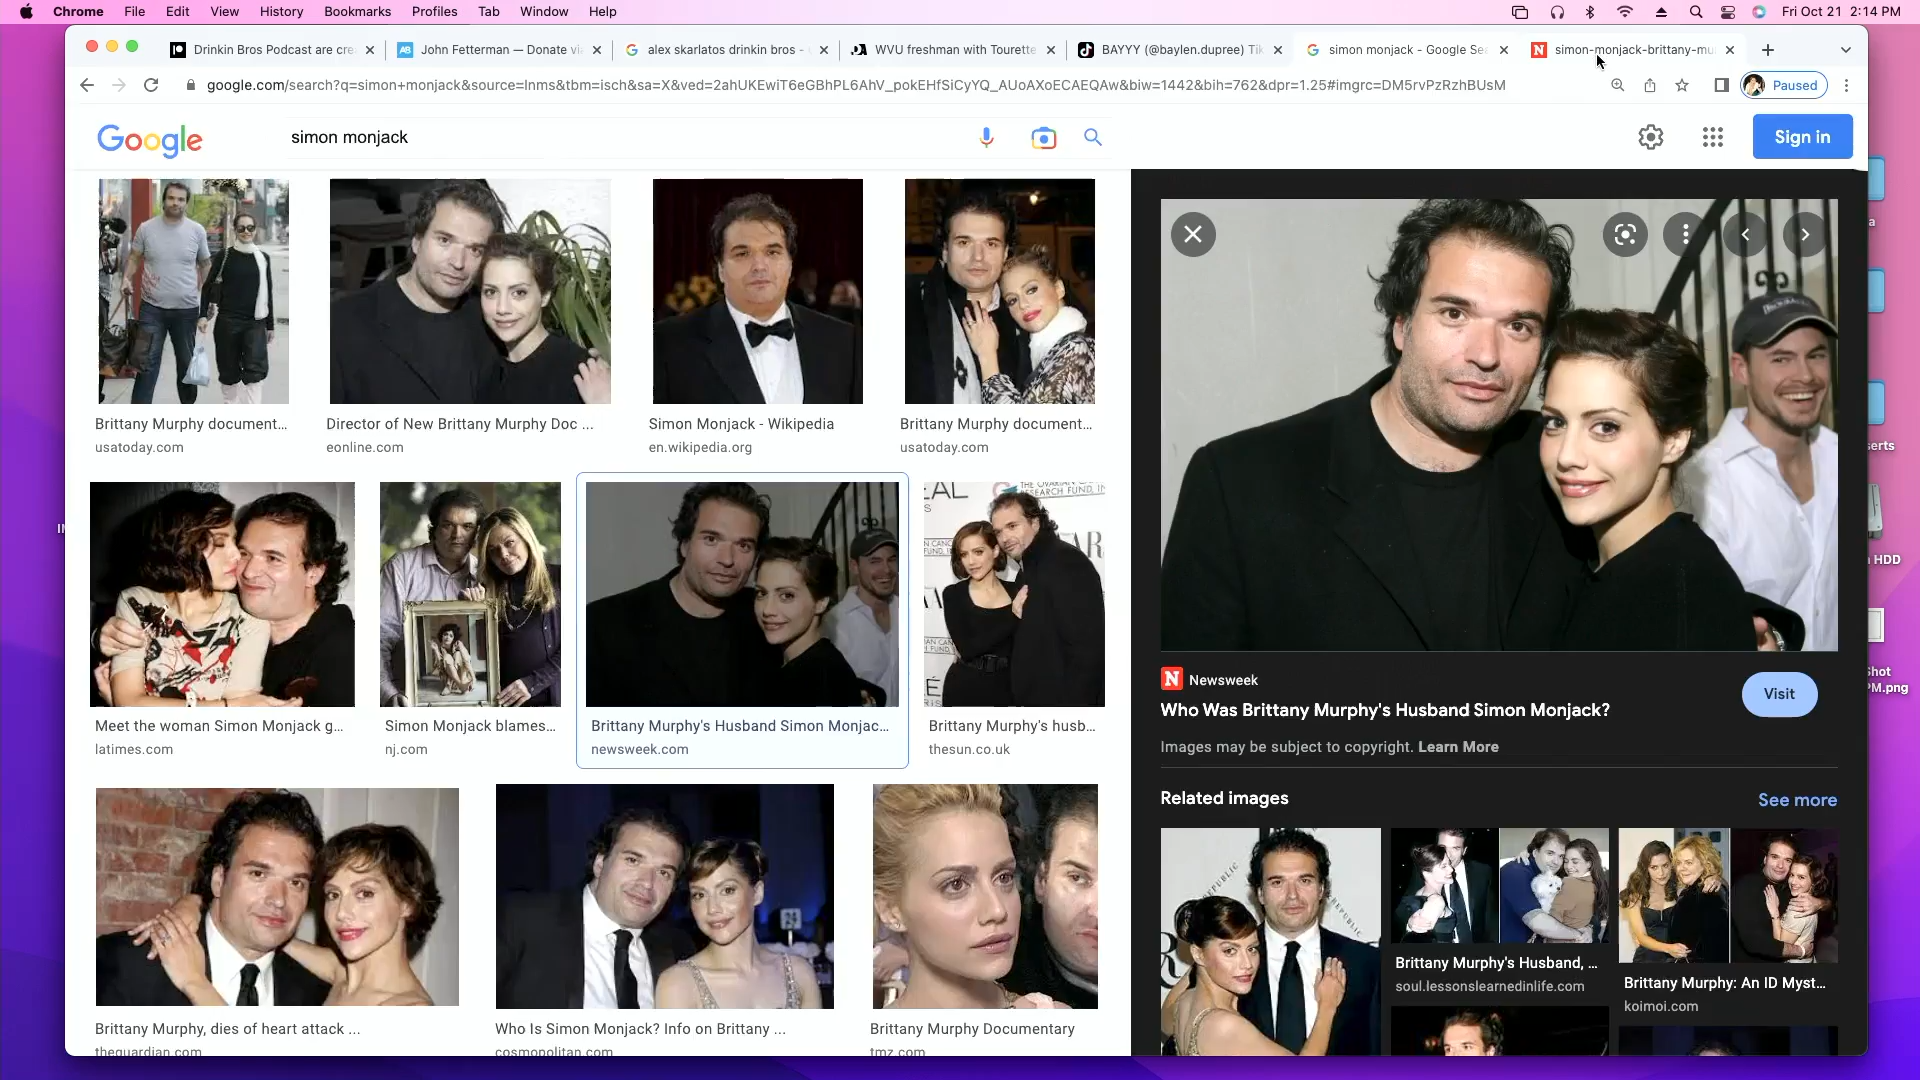 Chrome File Edit View History Bookmarks Profiles Tab Window Help Fri Oct 21 2:14 PM
Drinkin Bros Podcast are cre
John Fetterman — Donate vi
alex skarlatos drinkin bros -
WVU freshman with Tourette
BAYYY (@baylen.dupree) Tik
simon monjack - Google Se
simon-monjack-brittany-mu
google.com/search?q=simon+monjack&source=lnms&tbm=isch&sa=X&ved=2ahUKEwiT6eGBhPL6AhV_pokEHfSiCyYQ_AUoAXoECAEQAw&biw=1442&bih=762&dpr=1.25#imgrc=DM5rvPzRzhBUsM
Paused
Google
simon monjack
Sign in
Brittany Murphy document...
usatoday.com
Director of New Brittany Murphy Doc ...
eonline.com
Simon Monjack - Wikipedia
en.wikipedia.org
Brittany Murphy document...
usatoday.com
Meet the woman Simon Monjack g...
latimes.com
Simon Monjack blames...
nj.com
Brittany Murphy's Husband Simon Monjac...
newsweek.com
Brittany Murphy's husb...
thesun.co.uk
Brittany Murphy, dies of heart attack ...
theguardian.com
Who Is Simon Monjack? Info on Brittany ...
cosmopolitan.com
Brittany Murphy Documentary
tmz.com
N Newsweek
Visit
Who Was Brittany Murphy's Husband Simon Monjack?
Images may be subject to copyright. Learn More
Related images
See more
Brittany Murphy's Husband, ...
soul.lessonslearnedinlife.com
Brittany Murphy: An ID Myst...
koimoi.com
serts
HDD
Shot
PM.png